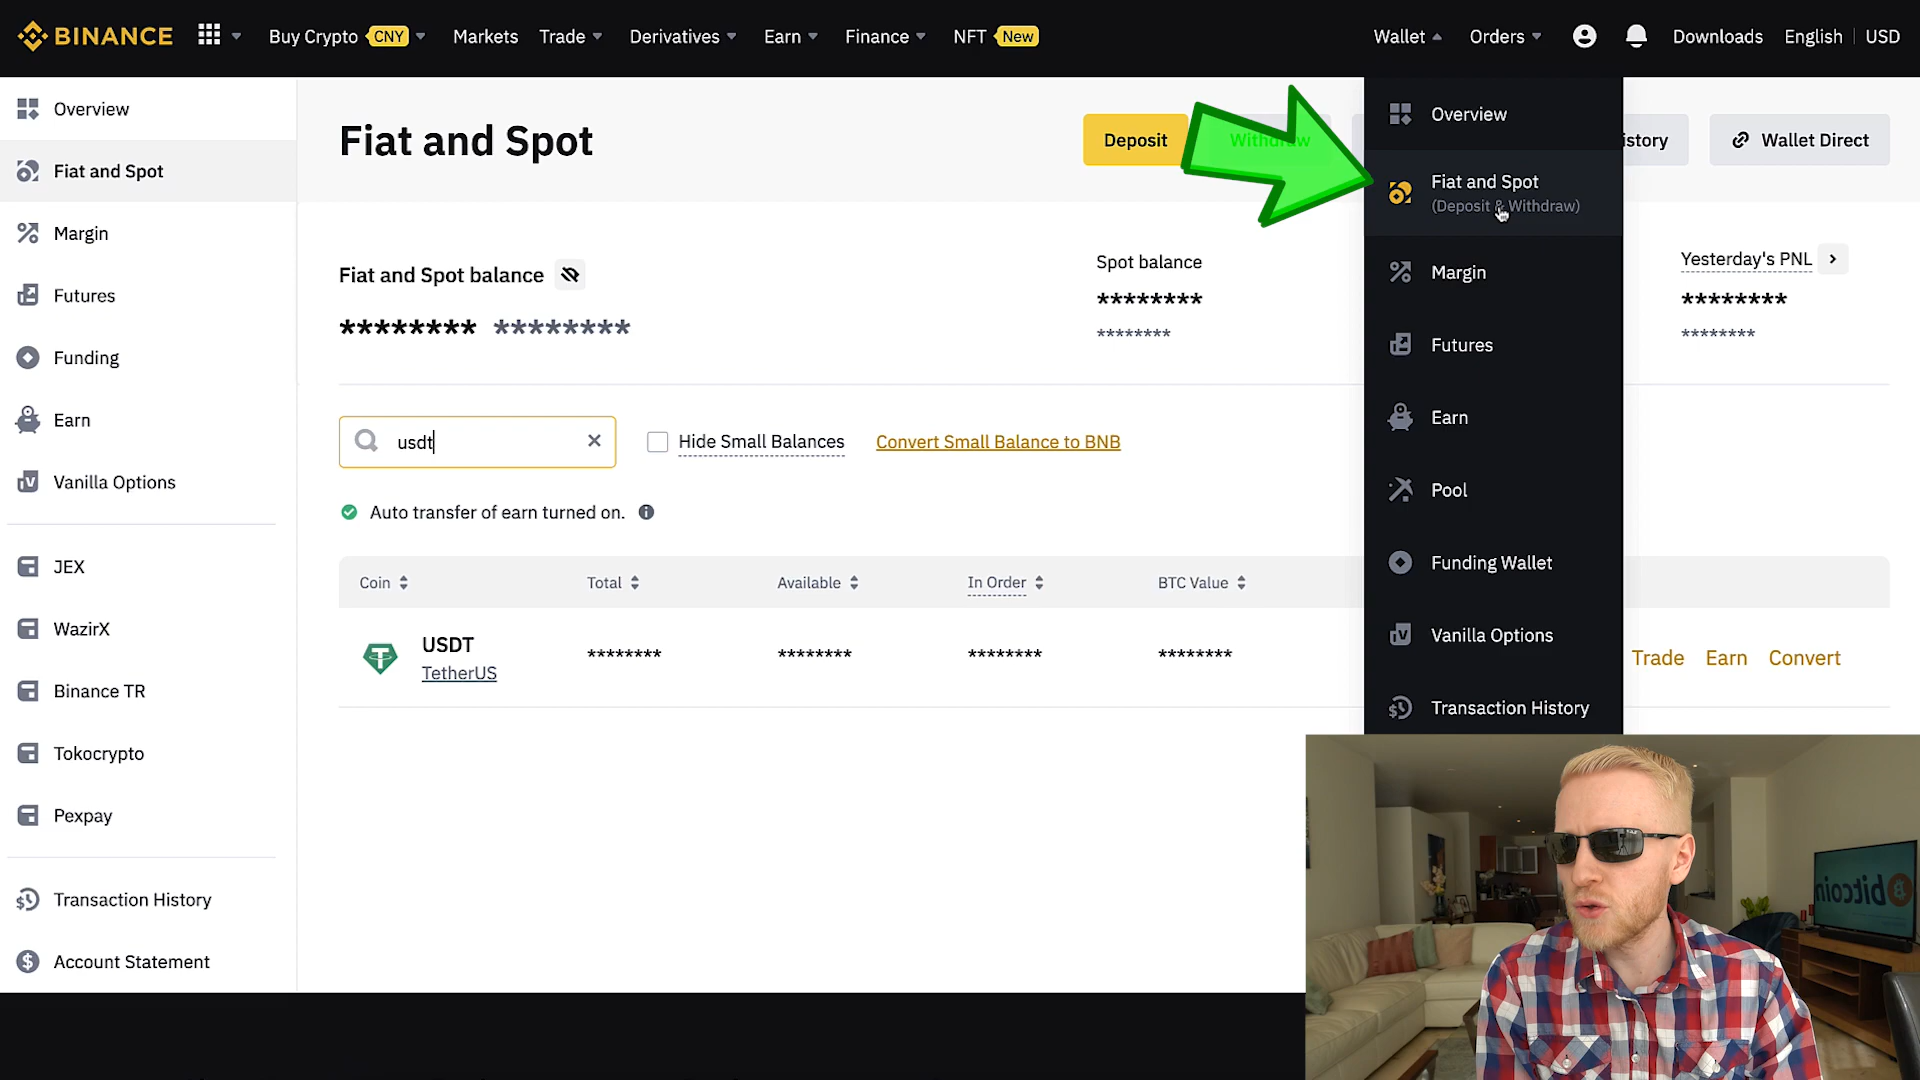 BINANCE
Buy Crypto CNY
Markets
Trade
Derivatives
Earn
Finance
NFT New
Wallet
Orders
Downloads
English
USD
Overview
Fiat and Spot
Margin
Futures
Funding
Earn
Vanilla Options
JEX
WazirX
Binance TR
Tokocrypto
Pexpay
Transaction History
Account Statement
Fiat and Spot
Deposit
Withdraw
istory
Wallet Direct
Fiat and Spot balance
******** ********
Spot balance
********
********
Yesterday's PNL
********
********
usdt
Hide Small Balances
Convert Small Balance to BNB
Auto transfer of earn turned on.
Coin
Total
Available
In Order
BTC Value
USDT
TetherUS
********
********
********
********
Trade
Earn
Convert
Overview
Fiat and Spot
(Deposit & Withdraw)
Margin
Futures
Earn
Pool
Funding Wallet
Vanilla Options
Transaction History
bitcoin